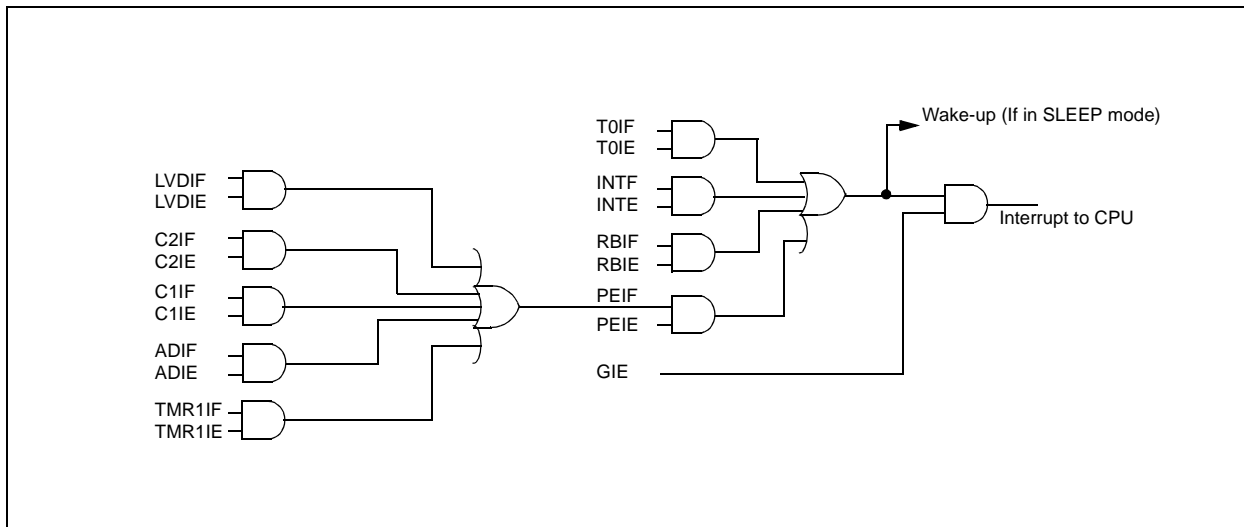 LVDIF
LVDIE
C2IF
C2IE
C1IF
C1IE
ADIF
ADIE
TMR1IF
TMR1IE
T0IF
T0IE
INTF
INTE
RBIF
RBIE
PEIF
PEIE
GIE
Wake-up (If in SLEEP mode)
Interrupt to CPU